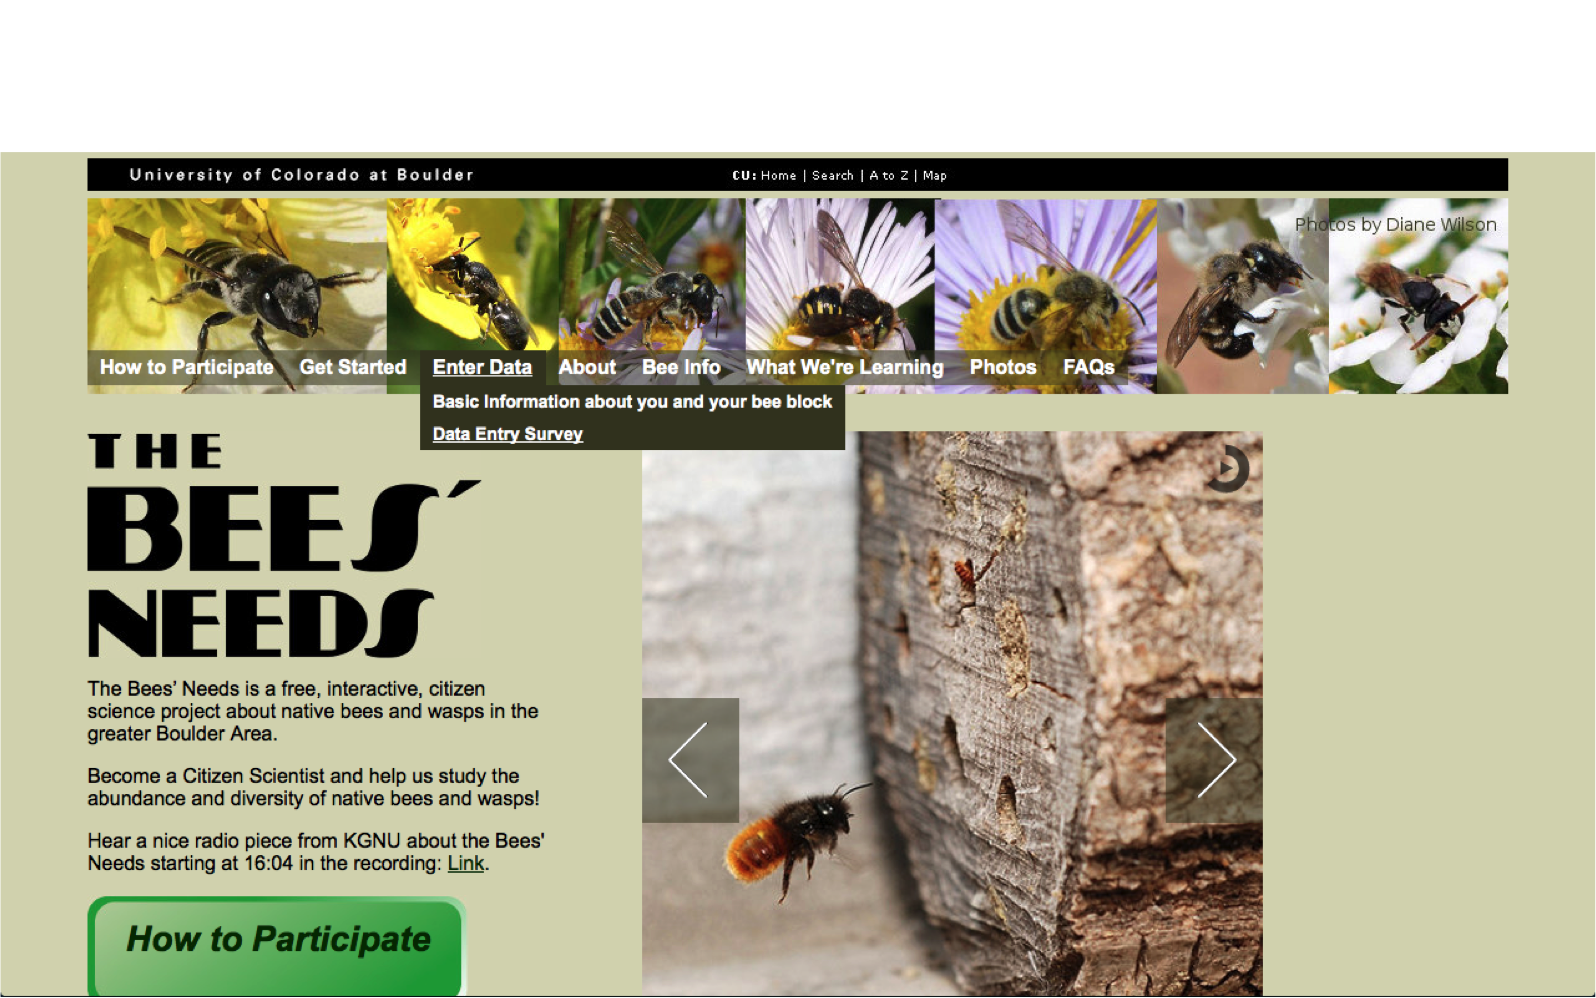 University of Colorado at Boulder
CU: Home | Search | A to Z | Map
Photos by Diane Wilson
How to Participate Get Started Enter Data About Bee Info What We're Learning Photos FAQs
Basic Information about you and your bee block
Data Entry Survey
THE
BEES´
NEEDS
The Bees’ Needs is a free, interactive, citizen
science project about native bees and wasps in the
greater Boulder Area.
Become a Citizen Scientist and help us study the
abundance and diversity of native bees and wasps!
Hear a nice radio piece from KGNU about the Bees'
Needs starting at 16:04 in the recording: Link.
How to Participate